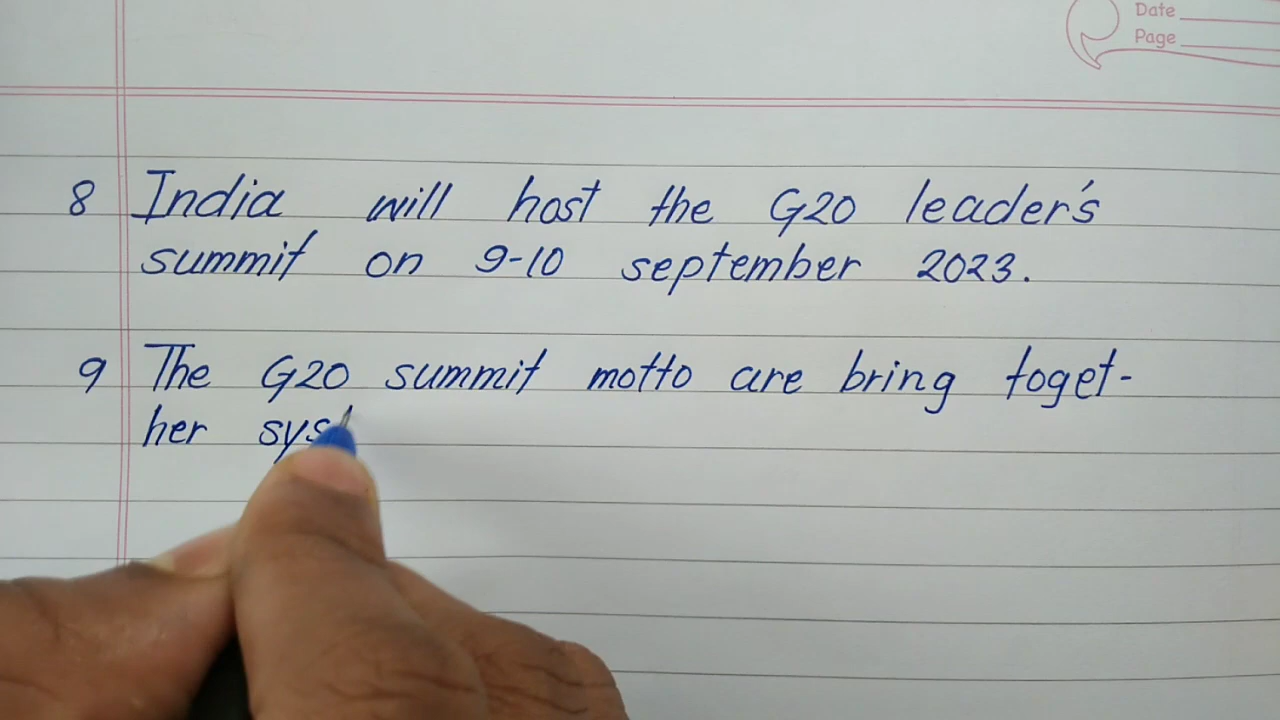 Date
Page
8 India will host the G20 leader's
summit on 9-10 september 2023.
9 The G20 summit motto are bring toget-
her sys